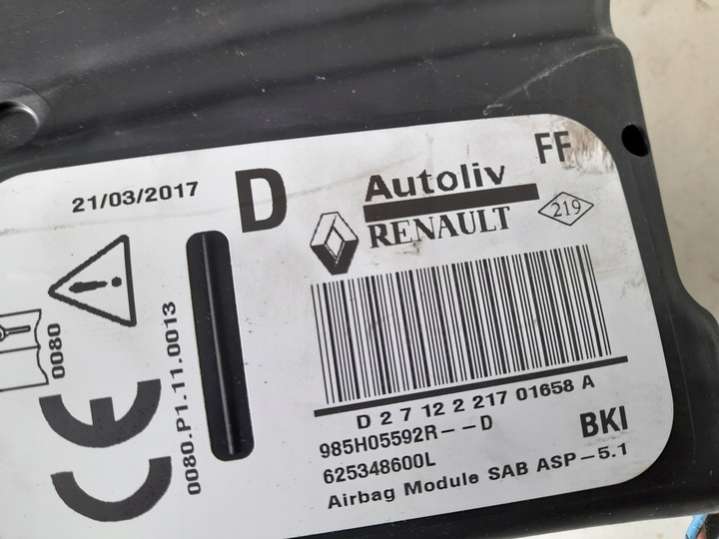 21/03/2017
D
Autoliv
FF
RENAULT
219
0080
0080.P1.11.0013
CE
D 2 7 12 2 217 01658 A
985H05592R--D
BKI
625348600L
Airbag Module SAB ASP-5.1